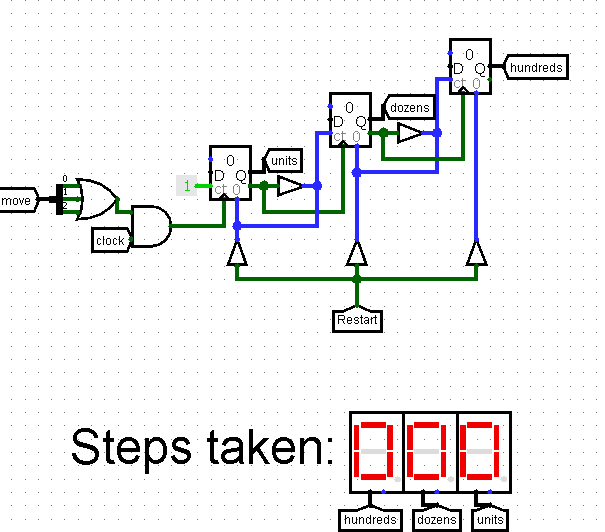 0
D Q
ct 0
hundreds
0
D Q
ct 0
dozens
0
D Q
ct 0
units
1
0
1
2
move
clock
Restart
Steps taken: 000
hundreds dozens units